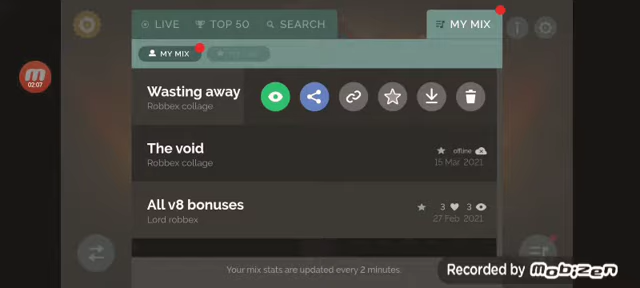 LIVE
TOP 50
SEARCH
MY MIX
MY MIX
02:07
Wasting away
Robbex collage
The void
Robbex collage
offline
15 Mar. 2021
All v8 bonuses
Lord robbex
3
3
27 Feb. 2021
Your mix stats are updated every 2 minutes.
Recorded by Mobizen